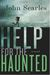 John Searles
HELP
FOR THE
HAUNTED